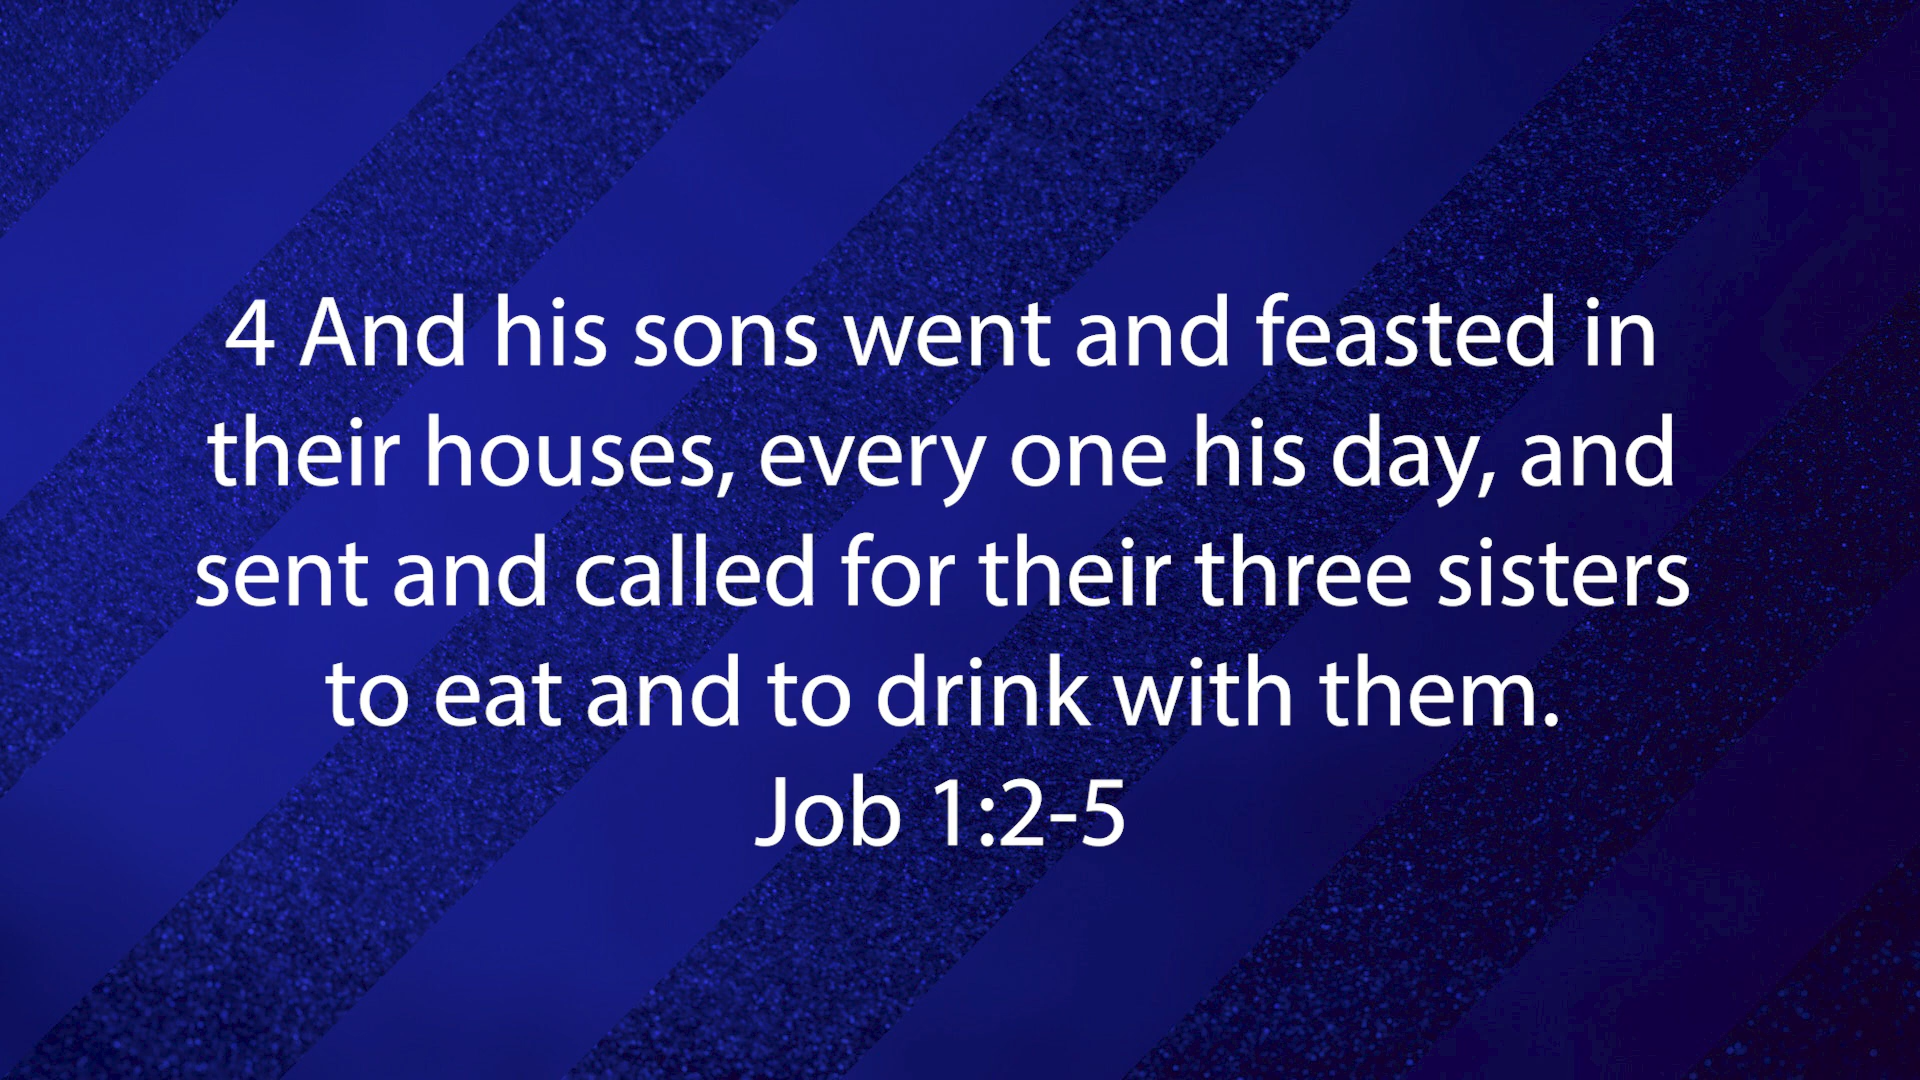 4 And his sons went and feasted in
their houses, every one his day, and
sent and called for their three sisters
to eat and to drink with them.
Job 1:2-5